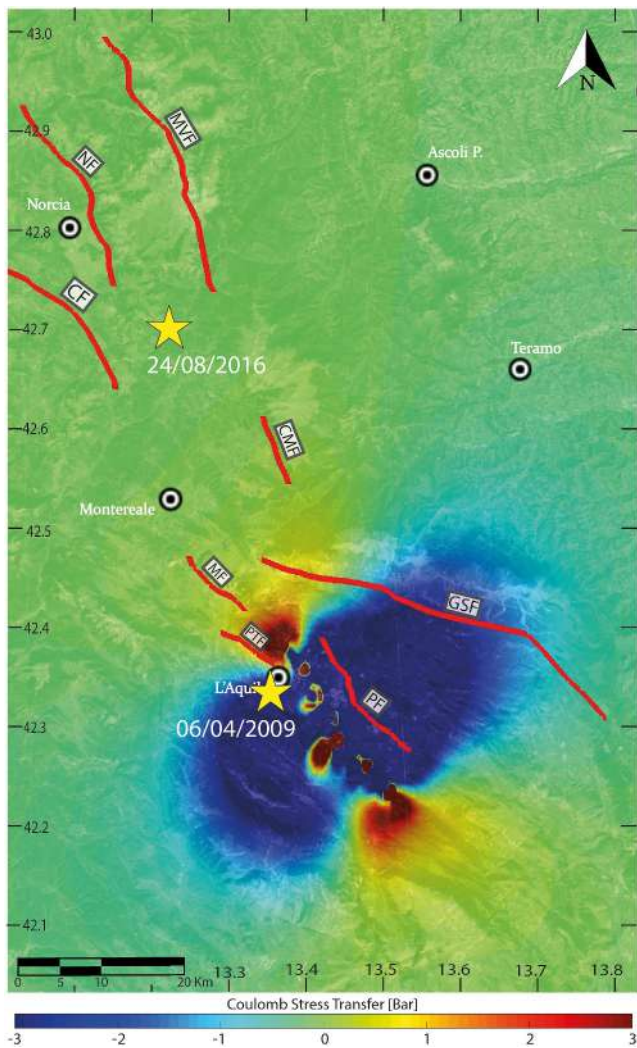 43.0
N
42.9
MVF
NF
Ascoli P.
Norcia
42.8
CF
42.7
24/08/2016
Teramo
42.6
CMF
Montereale
42.5
MF
GSF
42.4
PTF
L'Aquil
PF
06/04/2009
42.3
42.2
42.1
13.3 13.4 13.5 13.6 13.7 13.8
0 5 10 20 Km
Coulomb Stress Transfer [Bar]
-3 -2 -1 0 1 2 3